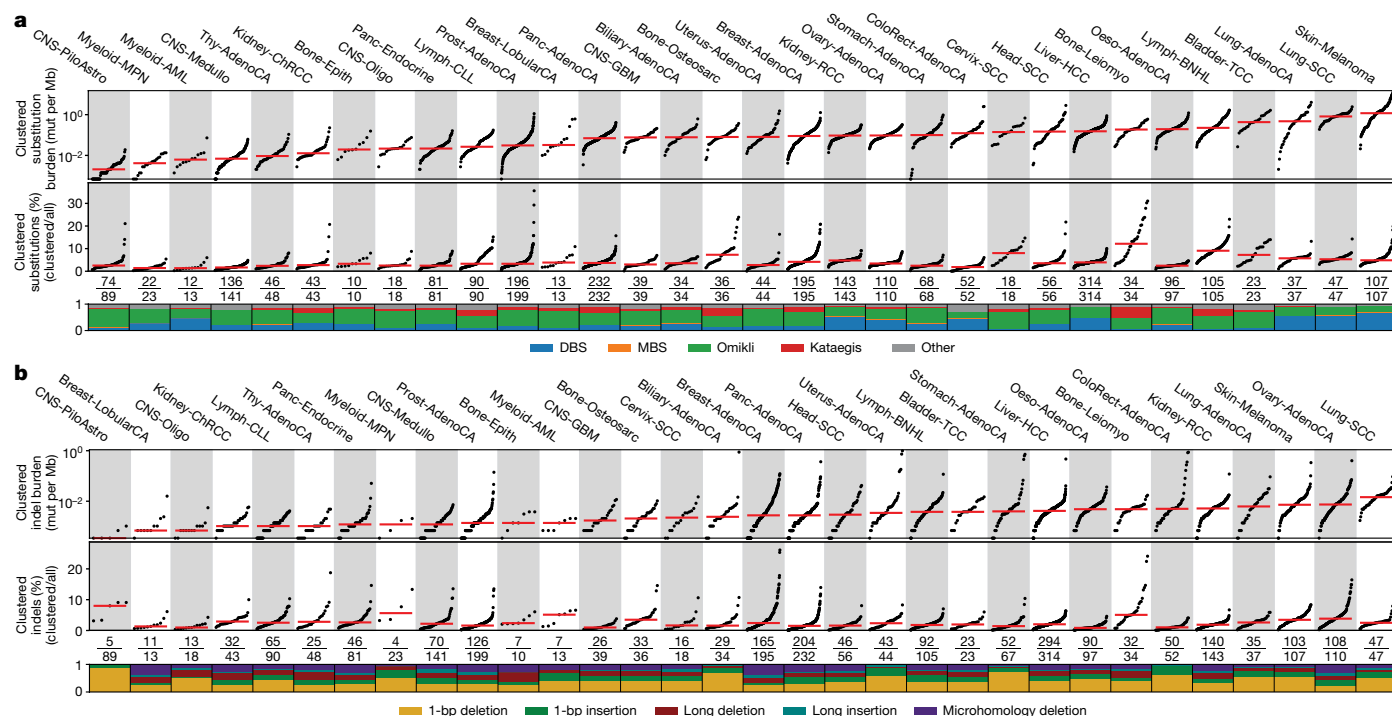 a
CNS-PiloAstro
Myeloid-MPN
Myeloid-AML
CNS-Medullo
Thy-AdenoCA
Kidney-ChRCC
Bone-Epith
CNS-Oligo
Panc-Endocrine
Lymph-CLL
Prost-AdenoCA
Breast-LobularCA
Panc-AdenoCA
CNS-GBM
Biliary-AdenoCA
Bone-Osteosarc
Uterus-AdenoCA
Breast-AdenoCA
Kidney-RCC
Ovary-AdenoCA
Stomach-AdenoCA
ColoRect-AdenoCA
Cervix-SCC
Head-SCC
Liver-HCC
Bone-Leiomyo
Oeso-AdenoCA
Lymph-BNHL
Bladder-TCC
Lung-AdenoCA
Lung-SCC
Skin-Melanoma
Clustered
substitution
burden (mut per Mb)
10⁰
10⁻²
Clustered
substitutions (%)
(clustered/all)
30
20
10
0
74 22 12 136 46 43 10 18 81 90 196 13 232 39 34 36 44 195 143 110 68 52 18 56 314 34 96 105 23 37 47 107
89 23 13 141 48 43 10 18 81 90 199 13 232 39 34 36 44 195 143 110 68 52 18 56 314 34 97 105 23 37 47 107
1
0
DBS MBS Omikli Kataegis Other
b
CNS-PiloAstro
Breast-LobularCA
CNS-Oligo
Kidney-ChRCC
Lymph-CLL
Thy-AdenoCA
Panc-Endocrine
Myeloid-MPN
CNS-Medullo
Prost-AdenoCA
Bone-Epith
Myeloid-AML
CNS-GBM
Bone-Osteosarc
Cervix-SCC
Biliary-AdenoCA
Breast-AdenoCA
Panc-AdenoCA
Head-SCC
Uterus-AdenoCA
Lymph-BNHL
Bladder-TCC
Stomach-AdenoCA
Liver-HCC
Oeso-AdenoCA
Bone-Leiomyo
ColoRect-AdenoCA
Kidney-RCC
Lung-AdenoCA
Skin-Melanoma
Ovary-AdenoCA
Lung-SCC
Clustered
indel burden
(mut per Mb)
10⁰
10⁻²
Clustered
indels (%)
(clustered/all)
20
10
0
5 11 13 32 65 25 46 4 70 126 7 7 26 33 16 29 165 204 46 43 92 23 52 294 90 32 50 140 35 103 108 47
89 13 18 43 90 48 81 23 141 199 10 13 39 36 18 34 195 232 56 44 105 23 67 314 97 34 52 143 37 107 110 47
1
0
1-bp deletion 1-bp insertion Long deletion Long insertion Microhomology deletion